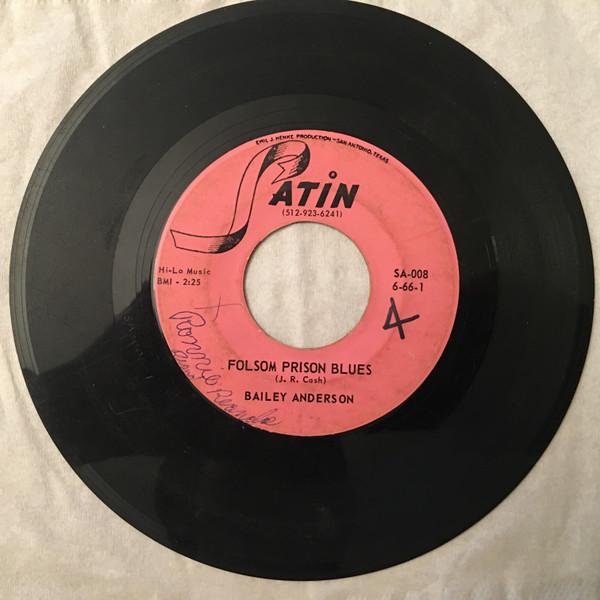 EMIL J. HENKE PRODUCTION - SAN ANTONIO, TEXAS
SATIN
(512-923-6241)
Hi-Lo Music
BMI - 2:25
SA-008
6-66-1
4
Ronnie
FOLSOM PRISON BLUES
(J. R. Cash)
BAILEY ANDERSON